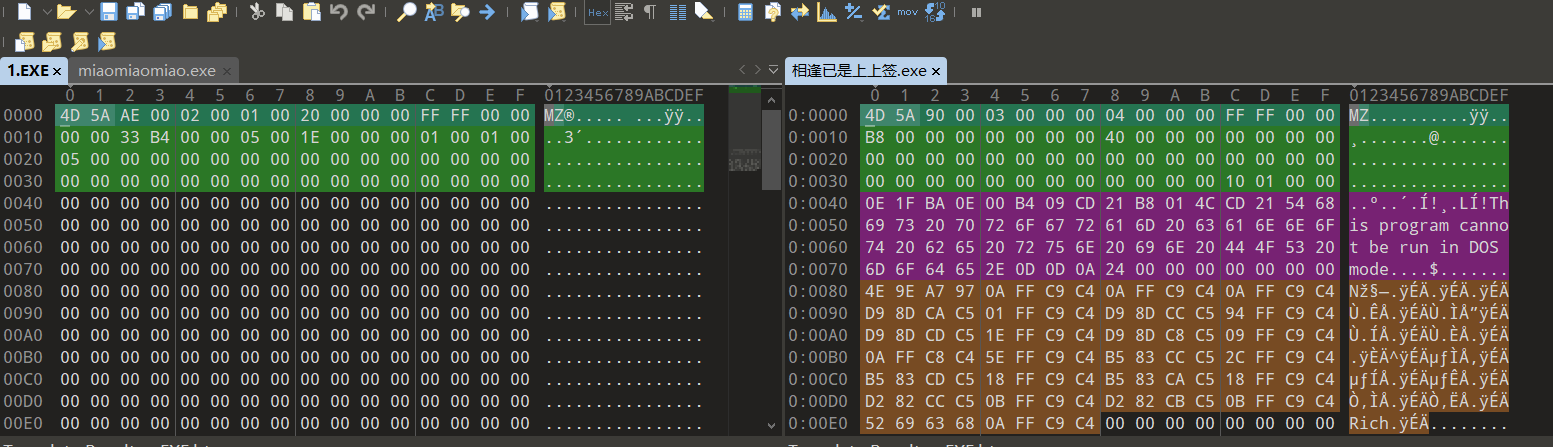 Hex mov
1.EXE × miaomiaomiao.exe ×
0 1 2 3 4 5 6 7 8 9 A B C D E F 0123456789ABCDEF
0000 4D 5A AE 00 02 00 01 00 20 00 00 00 FF FF 00 00 MZ®..... .......ÿÿ..
0010 00 00 33 B4 00 00 05 00 1E 00 00 00 01 00 01 00 ..3´............
0020 05 00 00 00 00 00 00 00 00 00 00 00 00 00 00 00 ................
0030 00 00 00 00 00 00 00 00 00 00 00 00 00 00 00 00 ................
0040 00 00 00 00 00 00 00 00 00 00 00 00 00 00 00 00 ................
0050 00 00 00 00 00 00 00 00 00 00 00 00 00 00 00 00 ................
0060 00 00 00 00 00 00 00 00 00 00 00 00 00 00 00 00 ................
0070 00 00 00 00 00 00 00 00 00 00 00 00 00 00 00 00 ................
0080 00 00 00 00 00 00 00 00 00 00 00 00 00 00 00 00 ................
0090 00 00 00 00 00 00 00 00 00 00 00 00 00 00 00 00 ................
00A0 00 00 00 00 00 00 00 00 00 00 00 00 00 00 00 00 ................
00B0 00 00 00 00 00 00 00 00 00 00 00 00 00 00 00 00 ................
00C0 00 00 00 00 00 00 00 00 00 00 00 00 00 00 00 00 ................
00D0 00 00 00 00 00 00 00 00 00 00 00 00 00 00 00 00 ................
00E0 00 00 00 00 00 00 00 00 00 00 00 00 00 00 00 00 ................
相逢已是上上签.exe ×
0 1 2 3 4 5 6 7 8 9 A B C D E F 0123456789ABCDEF
0:0000 4D 5A 90 00 03 00 00 00 04 00 00 00 FF FF 00 00 MZ..........ÿÿ..
0:0010 B8 00 00 00 00 00 00 00 40 00 00 00 00 00 00 00 ¸.......@.......
0:0020 00 00 00 00 00 00 00 00 00 00 00 00 00 00 00 00 ................
0:0030 00 00 00 00 00 00 00 00 00 00 00 00 10 01 00 00 ................
0:0040 0E 1F BA 0E 00 B4 09 CD 21 B8 01 4C CD 21 54 68 ..º..´.Í!¸.LÍ!Th
0:0050 69 73 20 70 72 6F 67 72 61 6D 20 63 61 6E 6E 6F is program canno
0:0060 74 20 62 65 20 72 75 6E 20 69 6E 20 44 4F 53 20 t be run in DOS
0:0070 6D 6F 64 65 2E 0D 0D 0A 24 00 00 00 00 00 00 00 mode....$.......
0:0080 4E 9E A7 97 0A FF C9 C4 0A FF C9 C4 0A FF C9 C4 Nž§—.ÿÉÄ.ÿÉÄ.ÿÉÄ
0:0090 D9 8D CA C5 01 FF C9 C4 D9 8D CC C5 94 FF C9 C4 Ù.ÊÅ.ÿÉÄÙ.ÌÅ”ÿÉÄ
0:00A0 D9 8D CD C5 1E FF C9 C4 D9 8D C8 C5 09 FF C9 C4 Ù.ÍÅ.ÿÉÄÙ.ÈÅ.ÿÉÄ
0:00B0 0A FF C8 C4 5E FF C9 C4 B5 83 CC C5 2C FF C9 C4 .ÿÈÄ^ÿÉÄµƒÌÅ,ÿÉÄ
0:00C0 B5 83 CD C5 18 FF C9 C4 B5 83 CA C5 18 FF C9 C4 µƒÍÅ.ÿÉÄµƒÊÅ.ÿÉÄ
0:00D0 D2 82 CC C5 0B FF C9 C4 D2 82 CB C5 0B FF C9 C4 Ò‚ÌÅ.ÿÉÄÒ‚ËÅ.ÿÉÄ
0:00E0 52 69 63 68 0A FF C9 C4 00 00 00 00 00 00 00 00 Rich.ÿÉÄ........